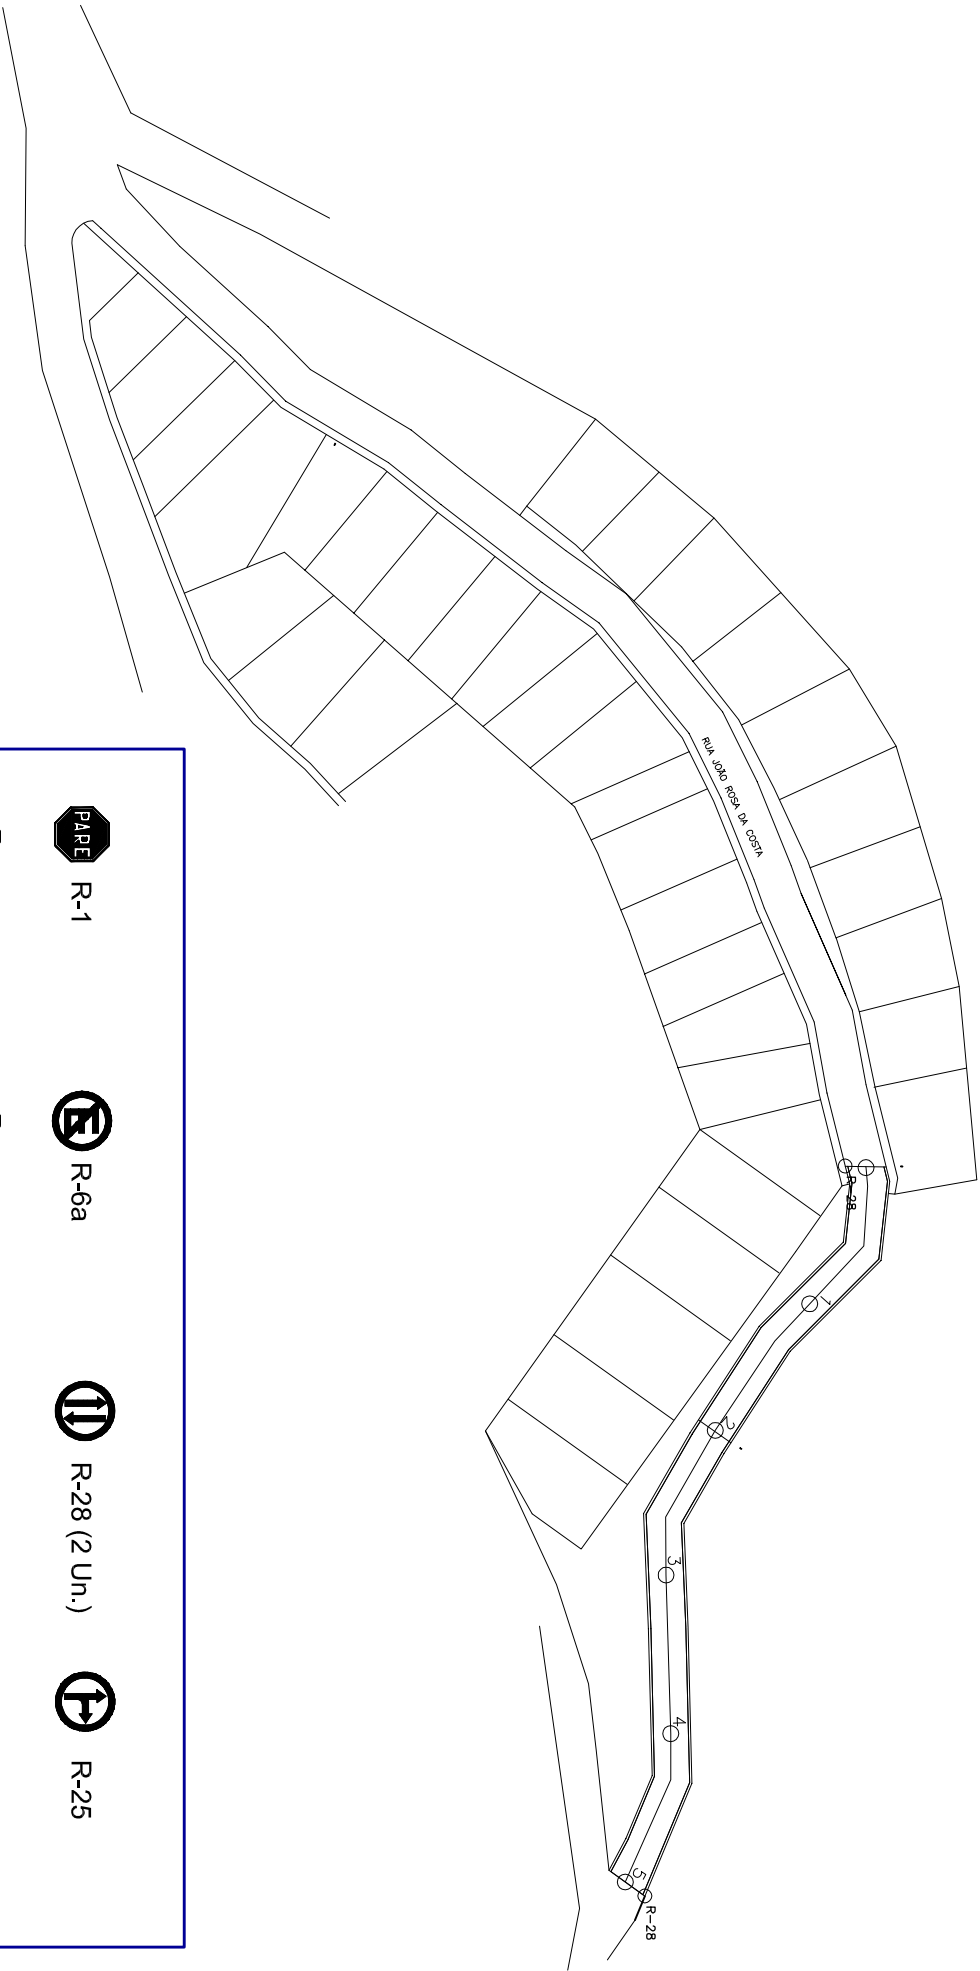 RUA JOÃO ROSA DA COSTA
R-28
1
2
3
4
5
R-28
PARE
R-1
E
R-6a
R-28 (2 Un.)
R-25